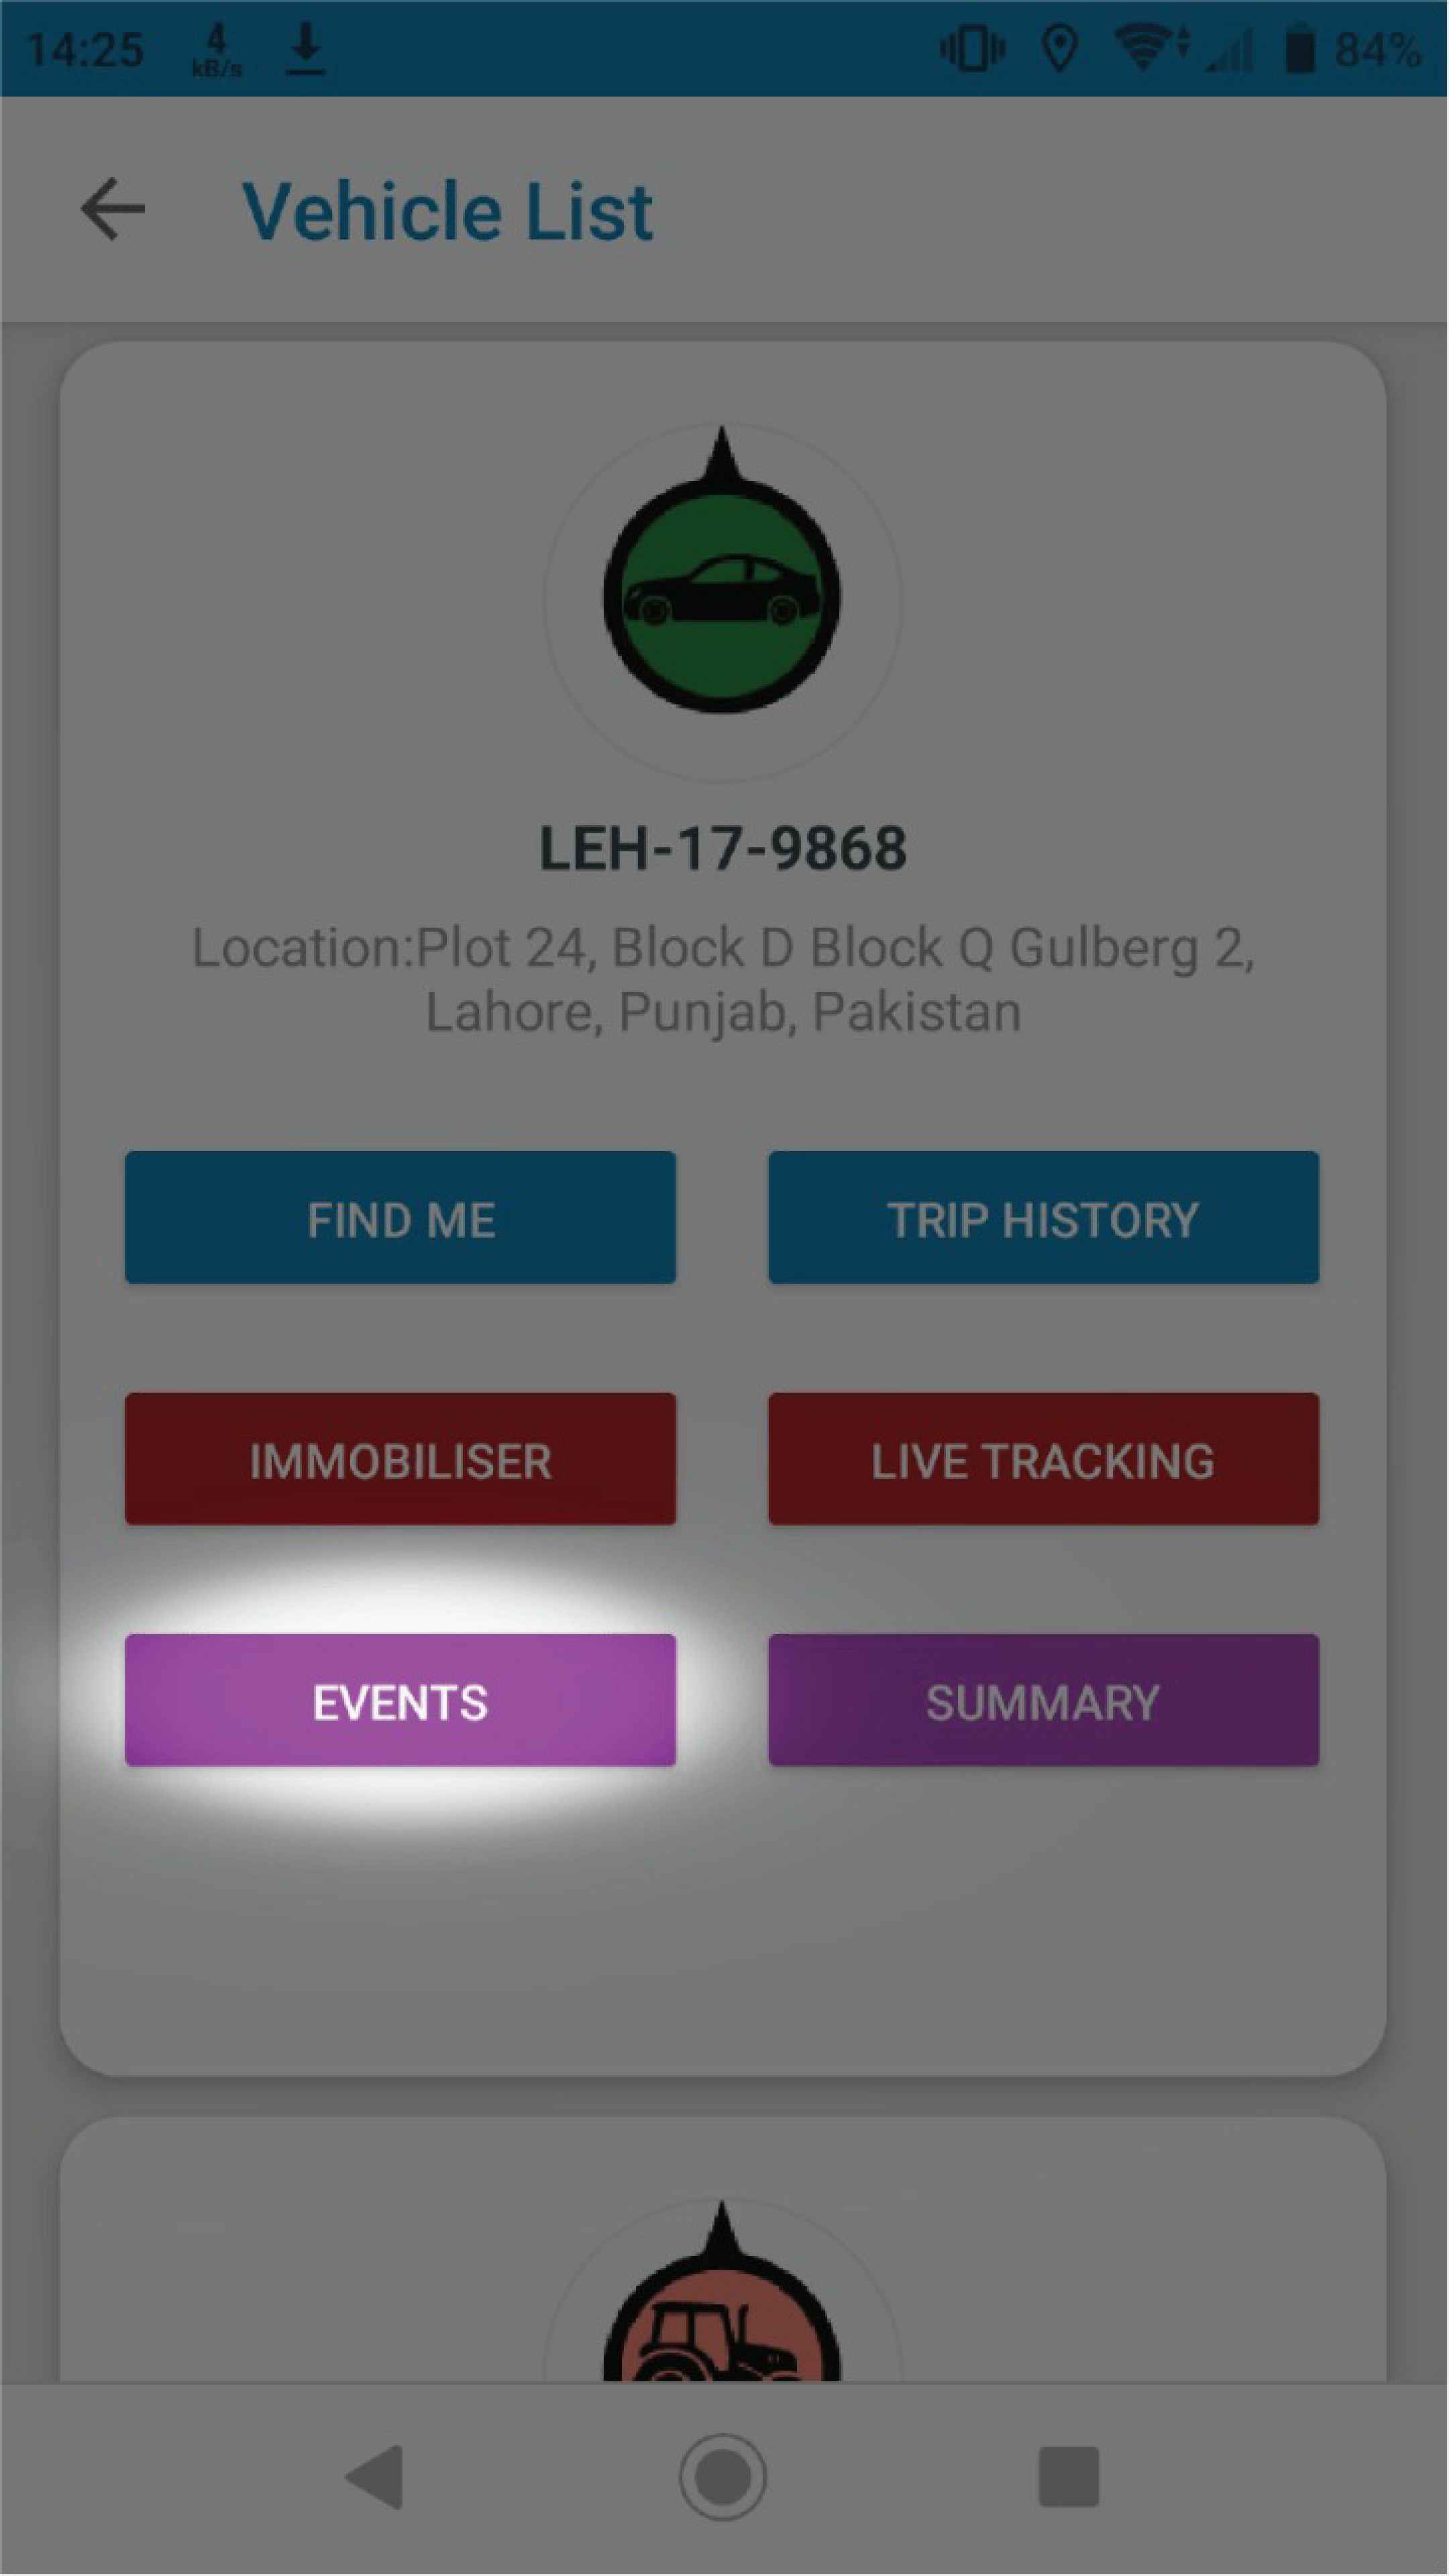 14:25 4 kB/s 84%
Vehicle List
LEH-17-9868
Location:Plot 24, Block D Block Q Gulberg 2,
Lahore, Punjab, Pakistan
FIND ME TRIP HISTORY
IMMOBILISER LIVE TRACKING
EVENTS SUMMARY